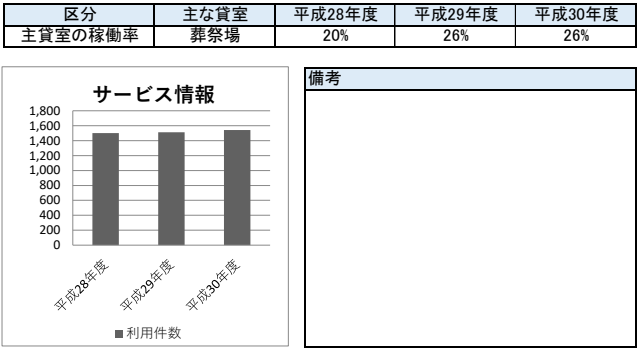 区分 主な貸室 平成28年度 平成29年度 平成30年度
主貸室の稼働率 葬祭場 20% 26% 26%
サービス情報
1,800
1,600
1,400
1,200
1,000
800
600
400
200
0
平成28年度 平成29年度 平成30年度
■利用件数
備考